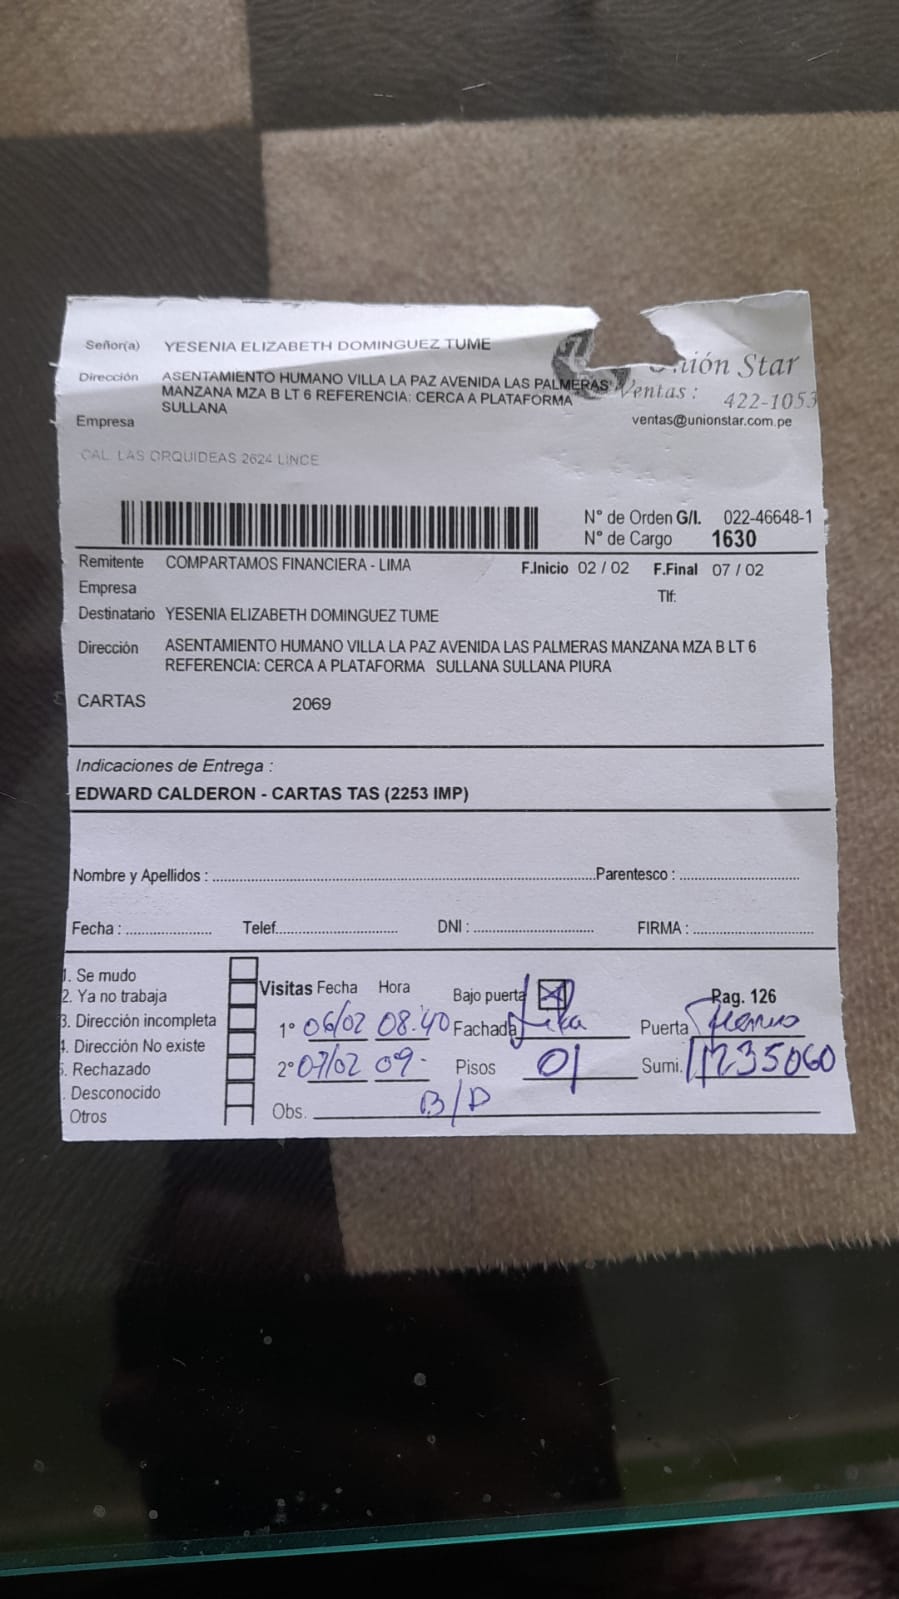 Señor(a) YESENIA ELIZABETH DOMINGUEZ TUME
Unión Star
Dirección ASENTAMIENTO HUMANO VILLA LA PAZ AVENIDA LAS PALMERAS
MANZANA MZA B LT 6 REFERENCIA: CERCA A PLATAFORMA
SULLANA
Ventas : 422-1053
Empresa
ventas@unionstar.com.pe
CAL. LAS ORQUIDEAS 2624 LINCE
N° de Orden G/I. 022-46648-1
N° de Cargo 1630
Remitente COMPARTAMOS FINANCIERA - LIMA
F.Inicio 02 / 02 F.Final 07 / 02
Empresa
Tlf:
Destinatario YESENIA ELIZABETH DOMINGUEZ TUME
Dirección ASENTAMIENTO HUMANO VILLA LA PAZ AVENIDA LAS PALMERAS MANZANA MZA B LT 6
REFERENCIA: CERCA A PLATAFORMA SULLANA SULLANA PIURA
CARTAS 2069
Indicaciones de Entrega :
EDWARD CALDERON - CARTAS TAS (2253 IMP)
Nombre y Apellidos : Parentesco :
Fecha : Telef. DNI : FIRMA :
1. Se mudo
2. Ya no trabaja
3. Dirección incompleta
4. Dirección No existe
5. Rechazado
. Desconocido
Otros
Visitas Fecha Hora Bajo puerta Pag. 126
1° 06/02 08:40 Fachada Lila Puerta Fierro
2° 07/02 09- Pisos 01 Sumi. 11235060
Obs. B/P